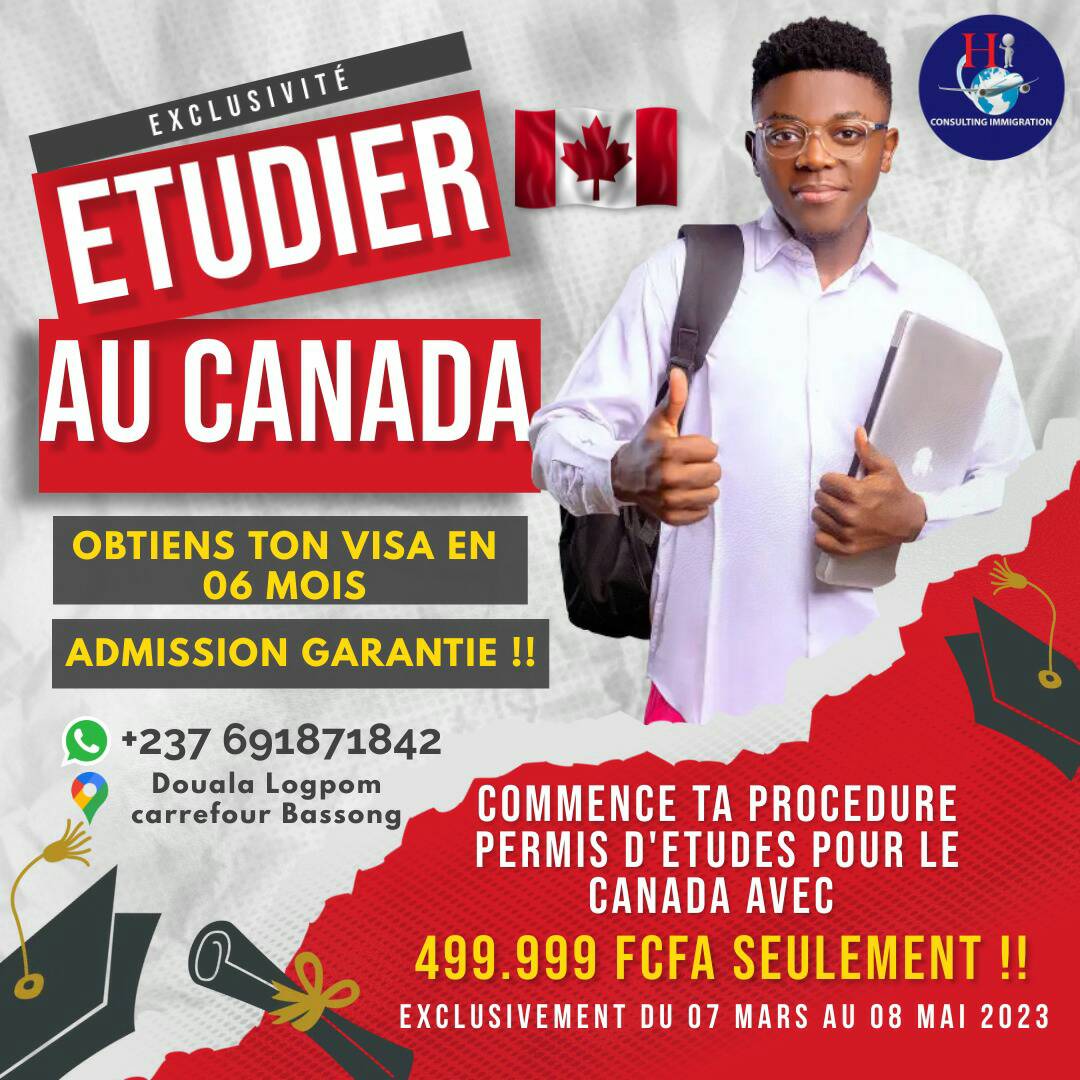 EXCLUSIVITÉ
ETUDIER
AU CANADA
Hi
CONSULTING IMMIGRATION
OBTIENS TON VISA EN
06 MOIS
ADMISSION GARANTIE !!
+237 691871842
Douala Logpom
carrefour Bassong
COMMENCE TA PROCEDURE
PERMIS D'ETUDES POUR LE
CANADA AVEC
499.999 FCFA SEULEMENT !!
EXCLUSIVEMENT DU 07 MARS AU 08 MAI 2023